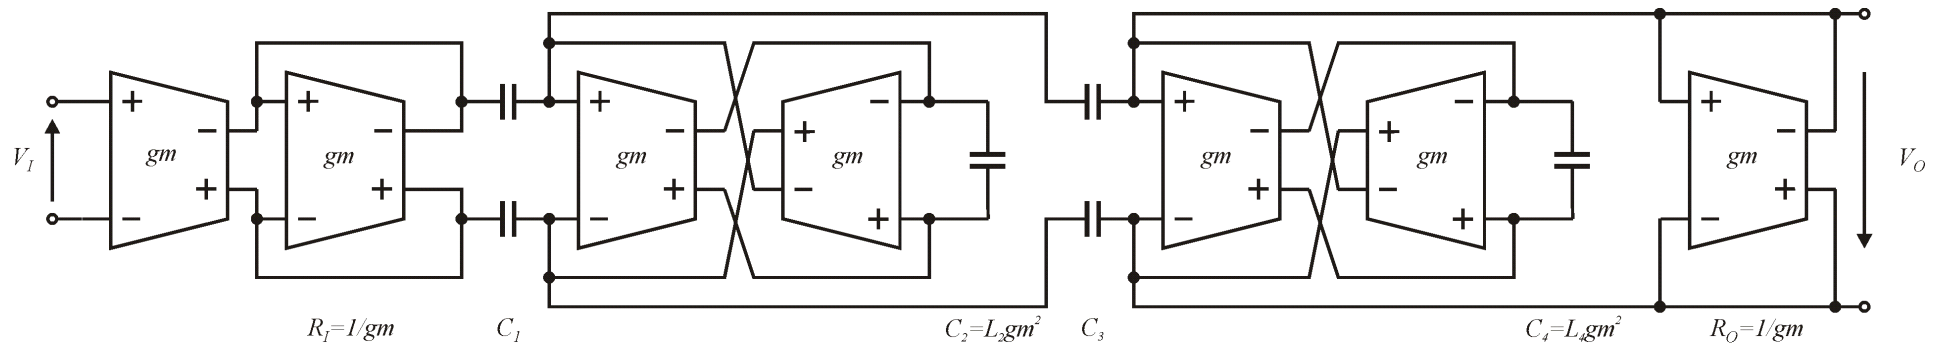 V_I
+ − − + gm
+ − − + gm
+ − − + gm
− + + − gm
+ − − + gm
− + + − gm
+ − − + gm
V_O
R_I=1/gm C_1 C_2=L_2gm^2 C_3 C_4=L_4gm^2 R_O=1/gm